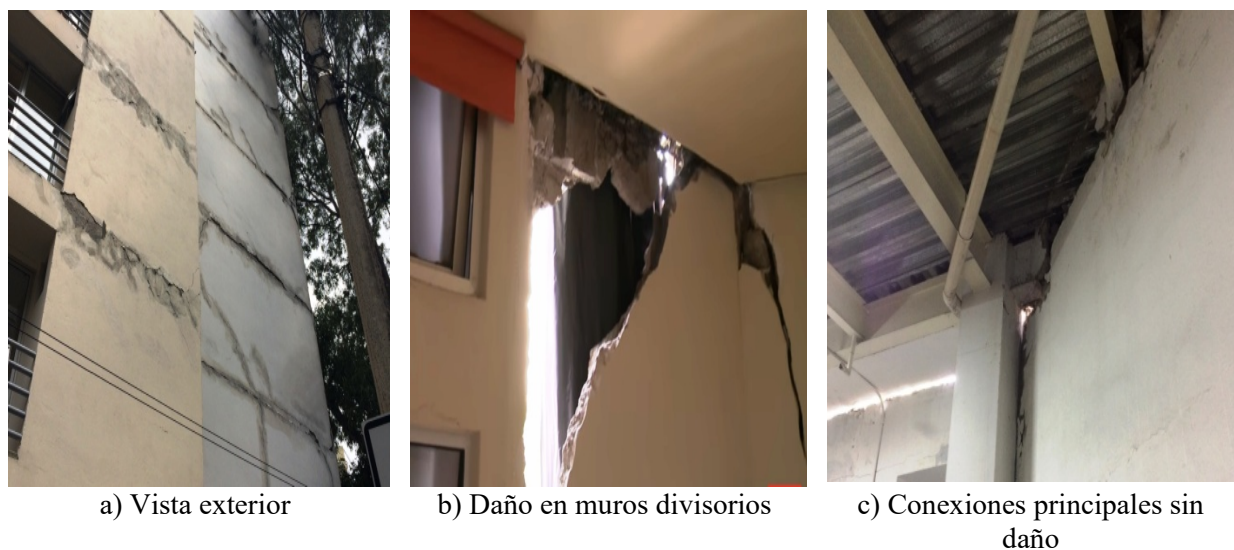 a) Vista exterior
b) Daño en muros divisorios
c) Conexiones principales sin
daño